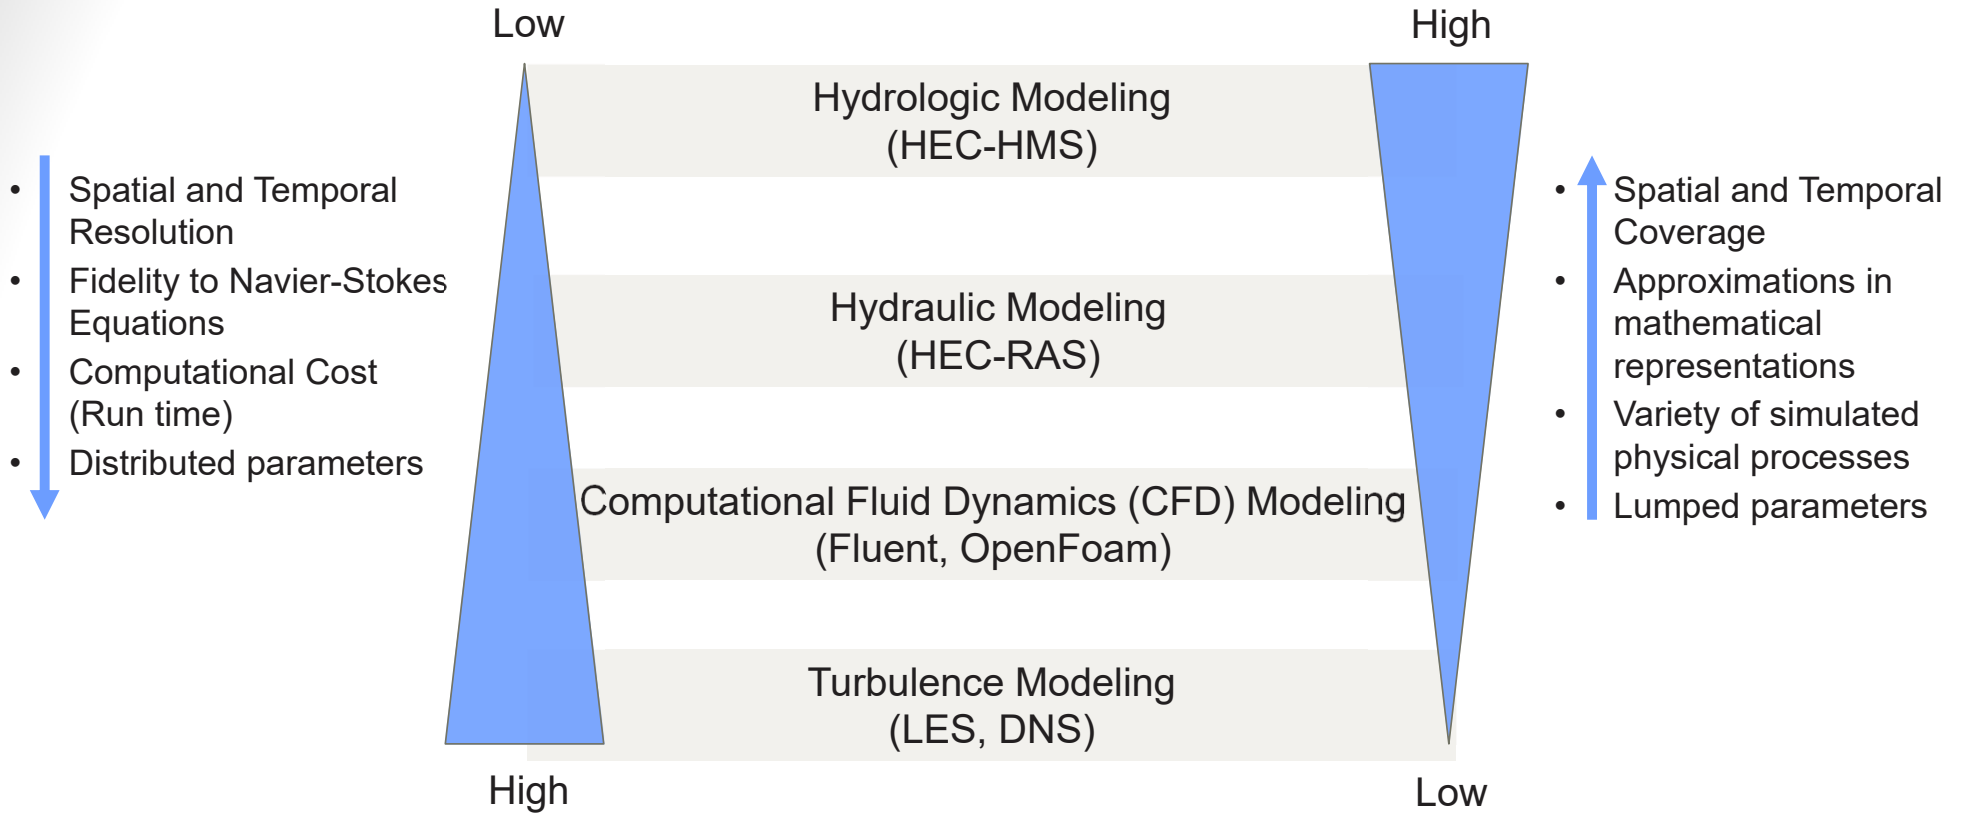 Low
High
Hydrologic Modeling
(HEC-HMS)
• Spatial and Temporal
Resolution
• Fidelity to Navier-Stokes
Equations
• Computational Cost
(Run time)
• Distributed parameters
Hydraulic Modeling
(HEC-RAS)
Computational Fluid Dynamics (CFD) Modeling
(Fluent, OpenFoam)
Turbulence Modeling
(LES, DNS)
• Spatial and Temporal
Coverage
• Approximations in
mathematical
representations
• Variety of simulated
physical processes
• Lumped parameters
High
Low